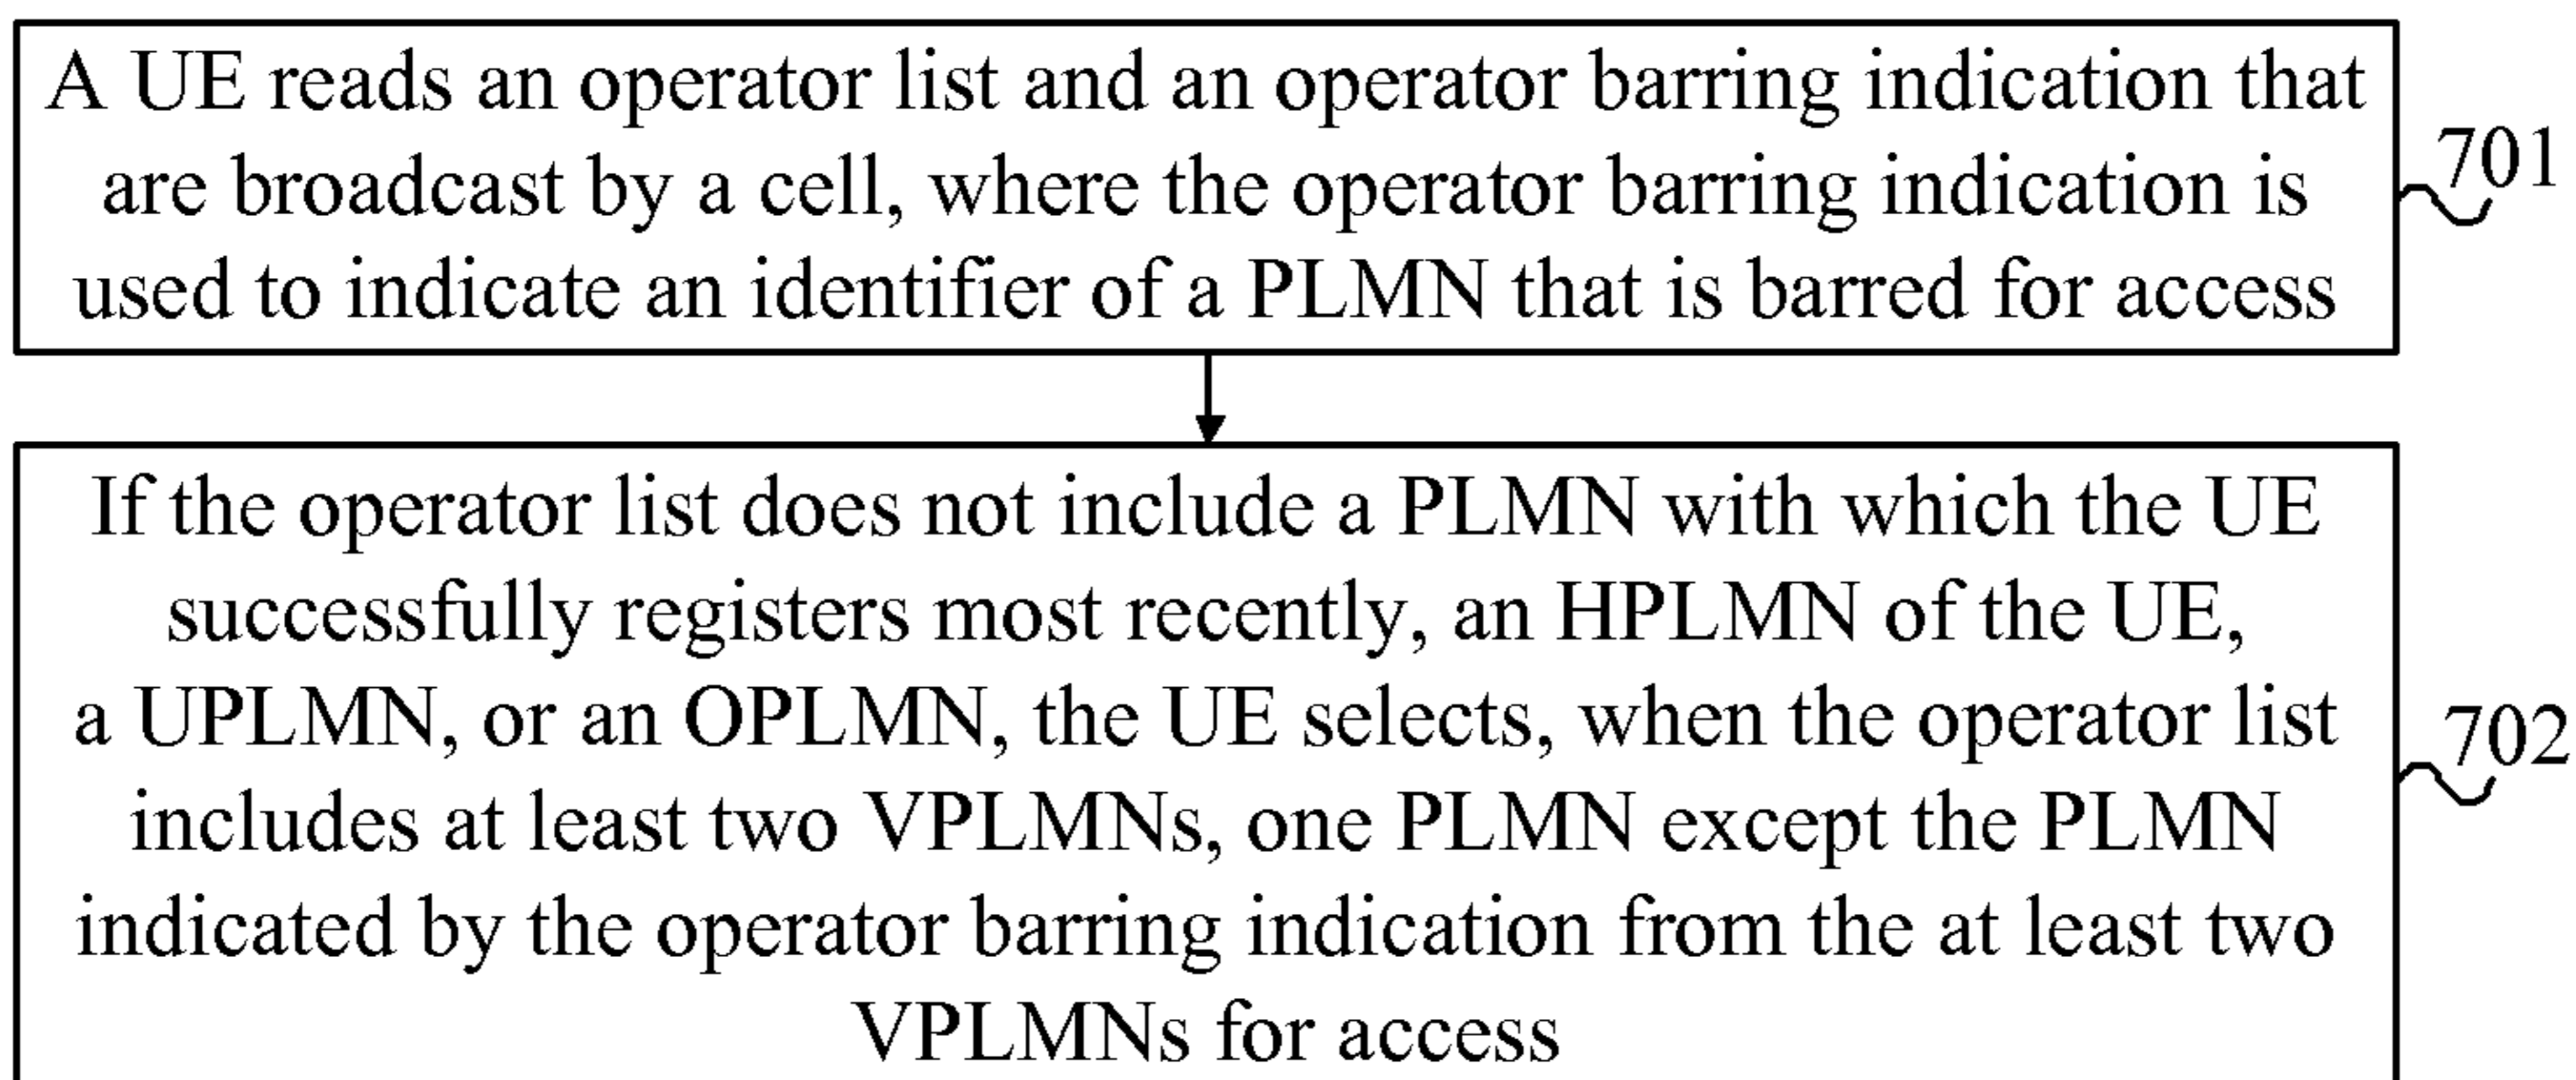 A UE reads an operator list and an operator barring indication that
are broadcast by a cell, where the operator barring indication is
used to indicate an identifier of a PLMN that is barred for access
701
If the operator list does not include a PLMN with which the UE
successfully registers most recently, an HPLMN of the UE,
a UPLMN, or an OPLMN, the UE selects, when the operator list
includes at least two VPLMNs, one PLMN except the PLMN
indicated by the operator barring indication from the at least two
VPLMNs for access
702